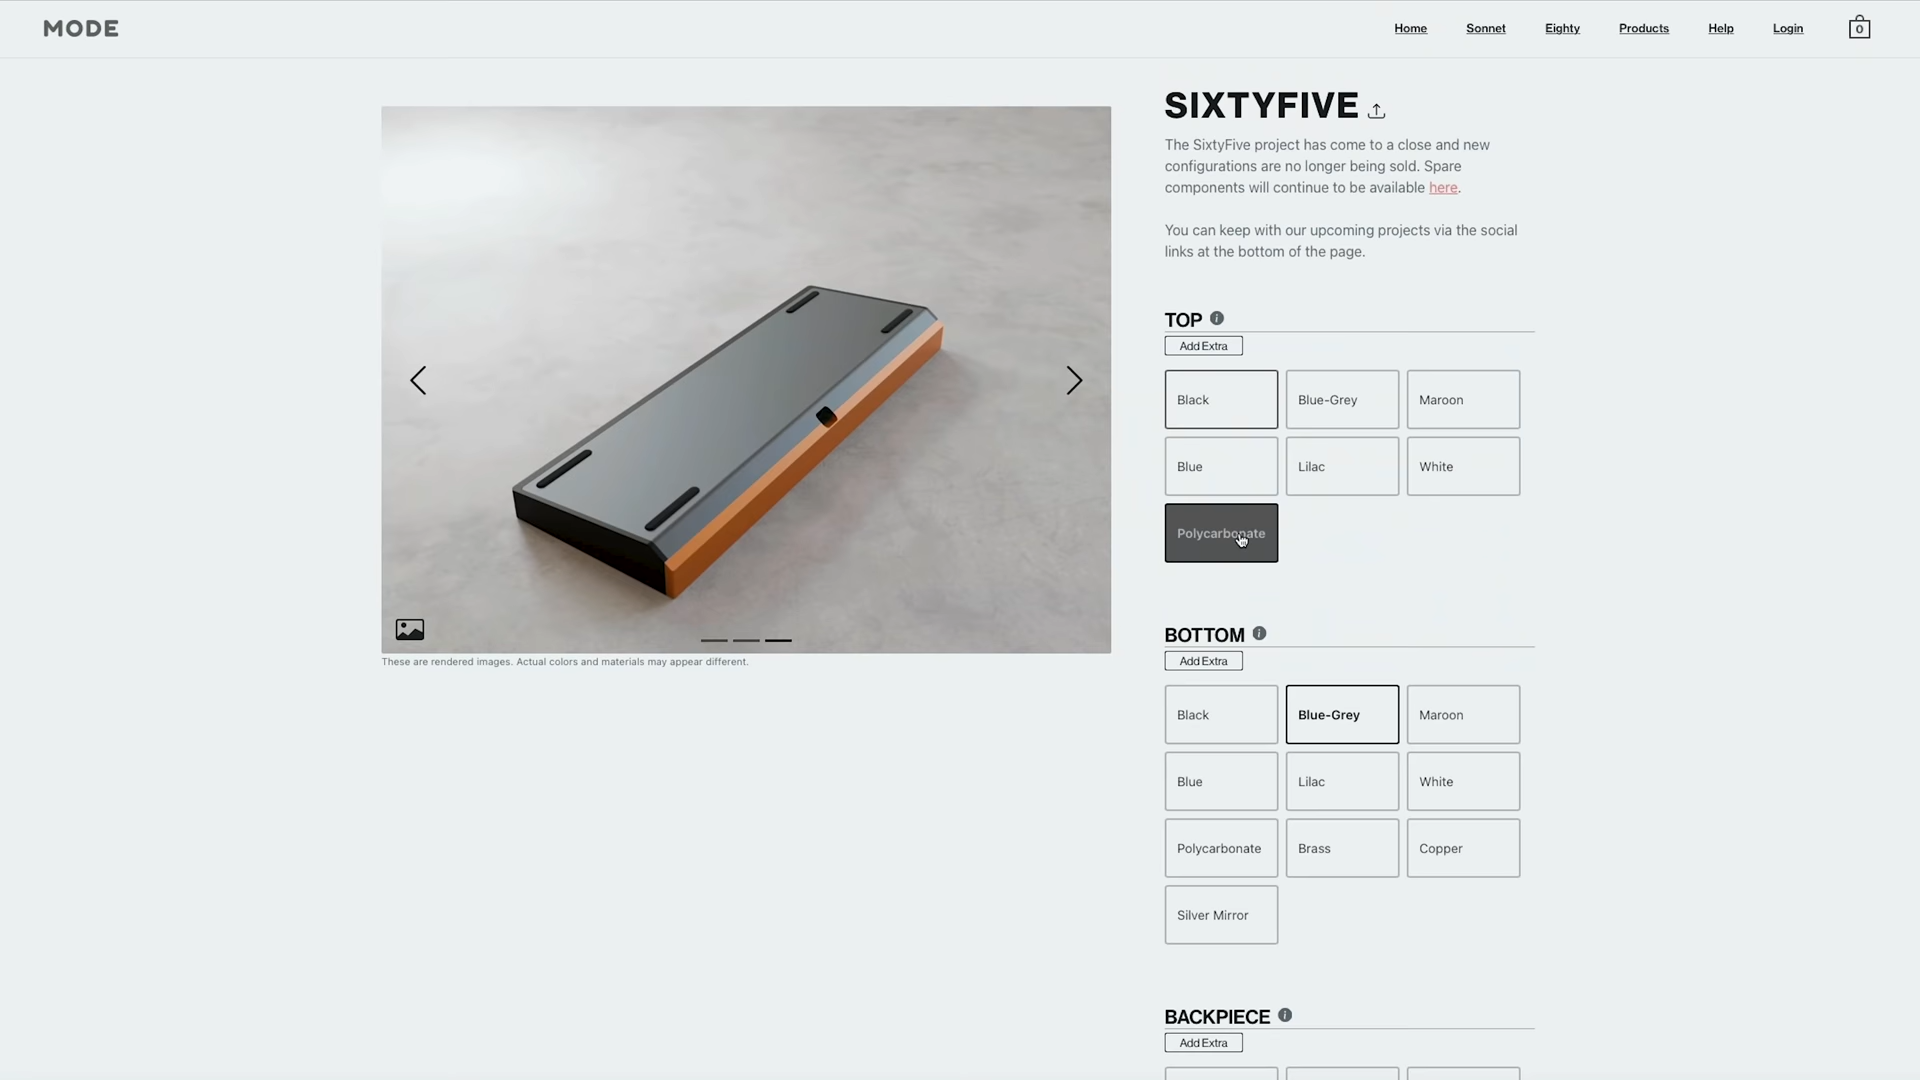 MODE
Home Sonnet Eighty Products Help Login 0
SIXTYFIVE
The SixtyFive project has come to a close and new
configurations are no longer being sold. Spare
components will continue to be available here.
You can keep with our upcoming projects via the social
links at the bottom of the page.
TOP
Add Extra
Black Blue-Grey Maroon
Blue Lilac White
Polycarbonate
These are rendered images. Actual colors and materials may appear different.
BOTTOM
Add Extra
Black Blue-Grey Maroon
Blue Lilac White
Polycarbonate Brass Copper
Silver Mirror
BACKPIECE
Add Extra